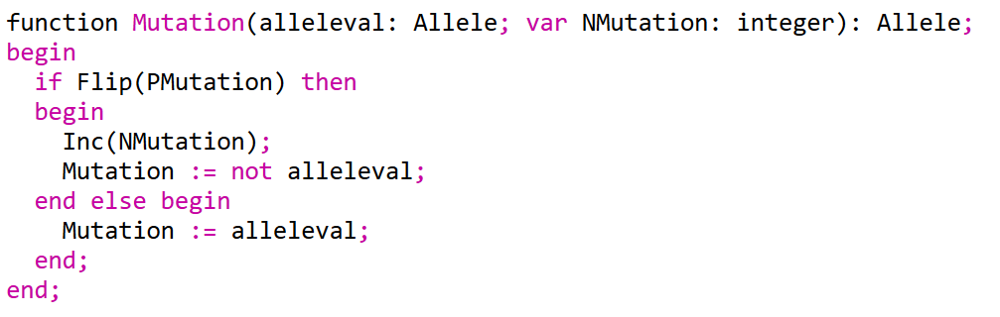 function Mutation(alleleval: Allele; var NMutation: integer): Allele;
begin
  if Flip(PMutation) then
  begin
    Inc(NMutation);
    Mutation := not alleleval;
  end else begin
    Mutation := alleleval;
  end;
end;